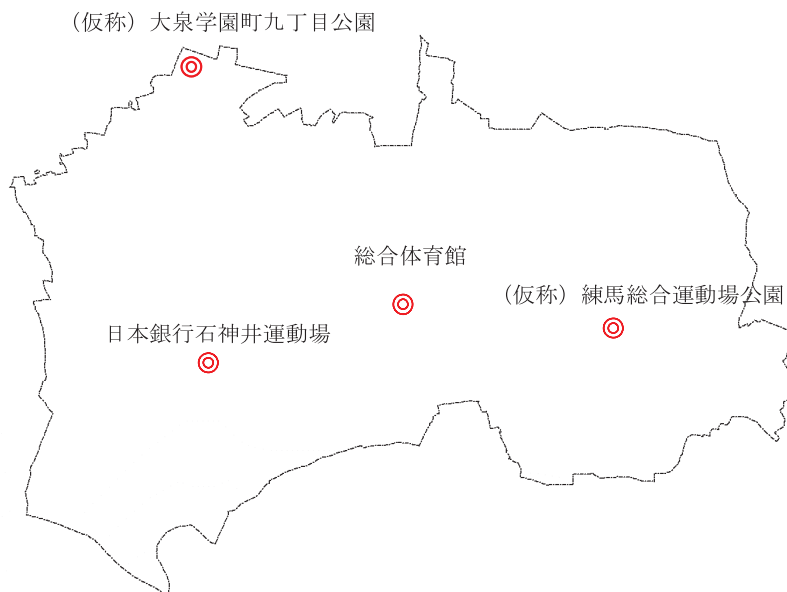 （仮称）大泉学園町九丁目公園
総合体育館
（仮称）練馬総合運動場公園
日本銀行石神井運動場